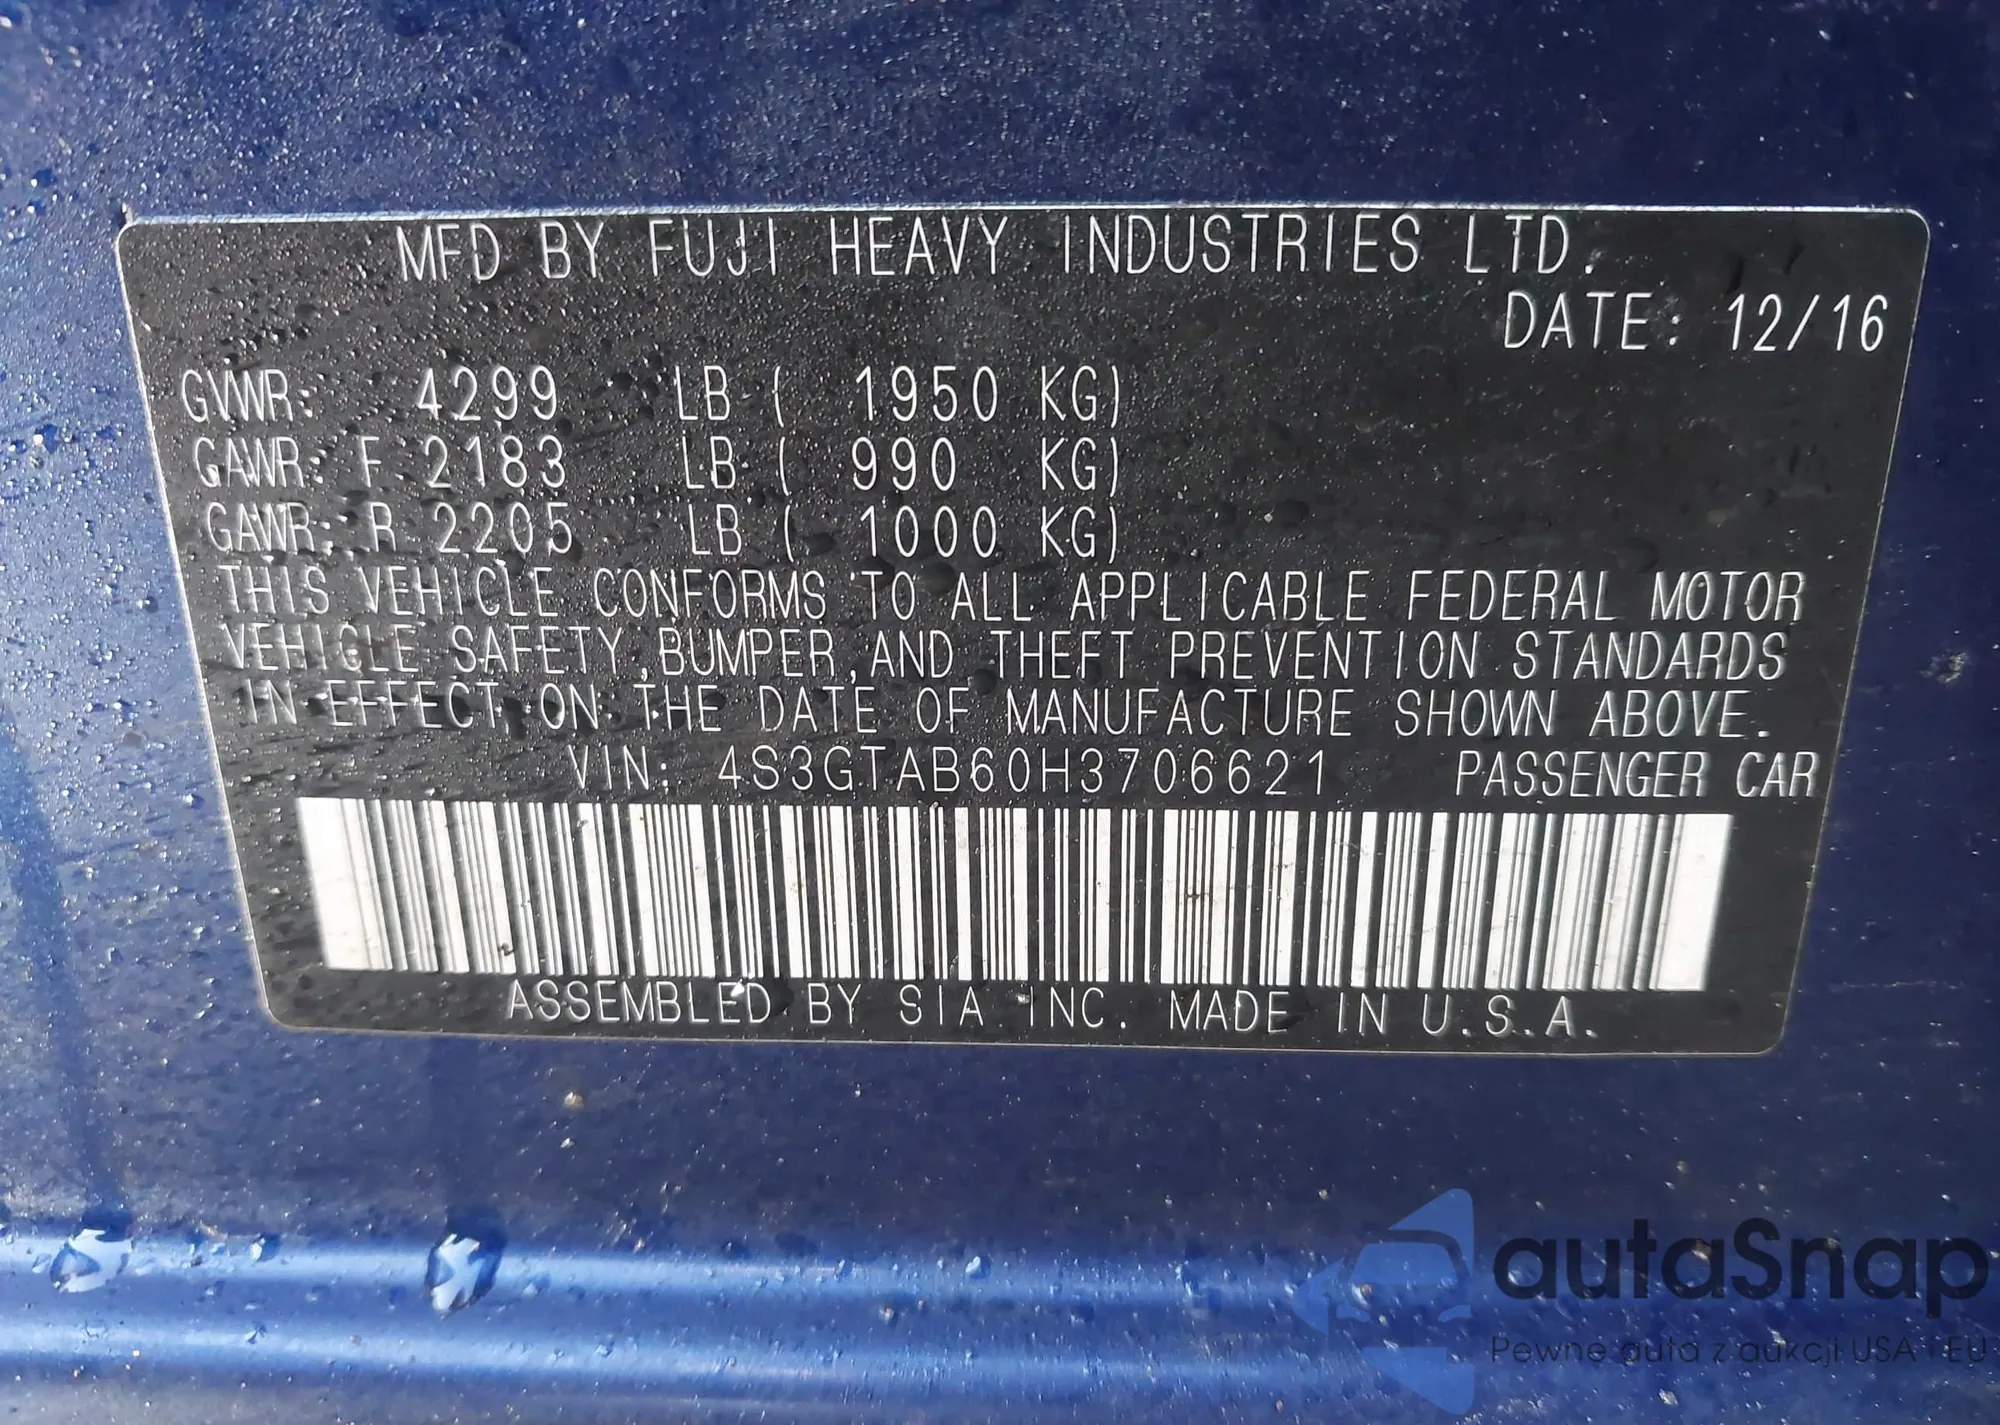 MFD BY FUJI HEAVY INDUSTRIES LTD.
DATE: 12/16
GVWR: 4299 LB ( 1950 KG)
GAWR: F 2183 LB ( 990 KG)
GAWR: R 2205 LB ( 1000 KG)
THIS VEHICLE CONFORMS TO ALL APPLICABLE FEDERAL MOTOR
VEHICLE SAFETY,BUMPER,AND THEFT PREVENTION STANDARDS
IN EFFECT ON THE DATE OF MANUFACTURE SHOWN ABOVE.
VIN: 4S3GTAB60H3706621 PASSENGER CAR
ASSEMBLED BY SIA INC. MADE IN U.S.A.
autaSnap
Pewne auta z aukcji USA i EU